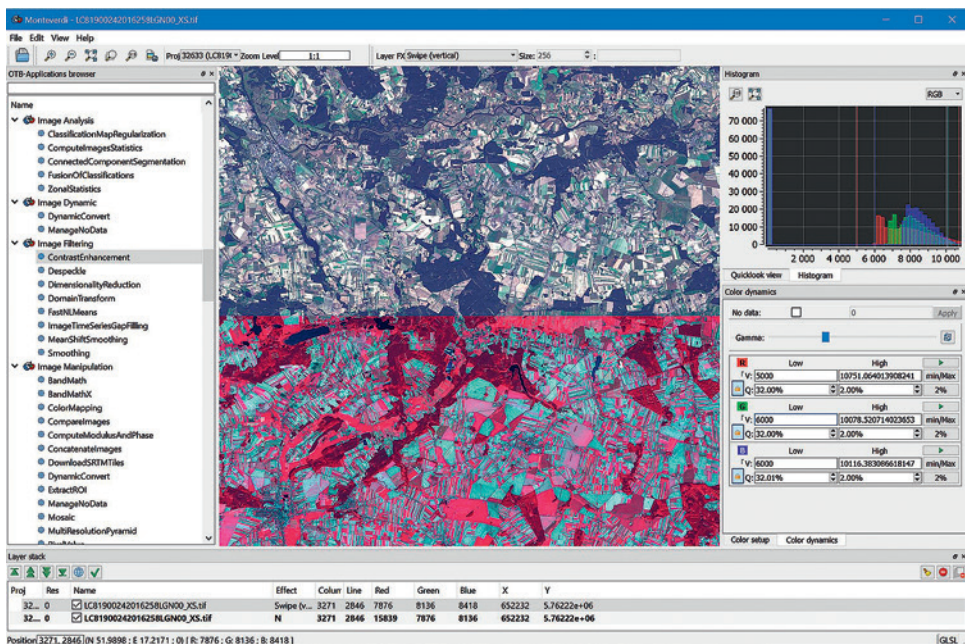 Monteverdi - LC81900242016258LGN00_XS.tif
File Edit View Help
Proj 32633 (LC819( Zoom Level 1:1 Layer FX Swipe (vertical) Size: 256
OTB-Applications browser
Name
Image Analysis
ClassificationMapRegularization
ComputeImagesStatistics
ConnectedComponentSegmentation
FusionOfClassifications
ZonalStatistics
Image Dynamic
DynamicConvert
ManageNoData
Image Filtering
ContrastEnhancement
Despeckle
DimensionalityReduction
DomainTransform
FastNLMeans
ImageTimeSeriesGapFilling
MeanShiftSmoothing
Smoothing
Image Manipulation
BandMath
BandMathX
ColorMapping
CompareImages
ComputeModulusAndPhase
ConcatenateImages
DownloadSRTMTiles
DynamicConvert
ExtractROI
ManageNoData
Mosaic
MultiResolutionPyramid
Histogram
RGB
70 000
60 000
50 000
40 000
30 000
20 000
10 000
0
2 000 4 000 6 000 8 000 10 000
Quicklook view Histogram
Color dynamics
No data: 0 Apply
Gamma:
R Low High
V: 5000 10751.064013908241 min/Max
Q: 32.00% 2.00% 2%
G Low High
V: 6000 10078.520714023653 min/Max
Q: 32.00% 2.00% 2%
B Low High
V: 6000 10116.383086618147 min/Max
Q: 32.01% 2.00% 2%
Color setup Color dynamics
Layer stack
Proj Res Name Effect Colum Line Red Green Blue X Y
32... 0 LC81900242016258LGN00_XS.tif Swipe (v... 3271 2846 7876 8136 8418 652232 5.76222e+06
32... 0 LC81900242016258LGN00_XS.tif N 3271 2846 15839 7876 8136 652232 5.76222e+06
Position [3271, 2846] (N 51.9898 ; E 17.2171 ; 0) [ R: 7876 ; G: 8136 ; B: 8418 ] GLSL